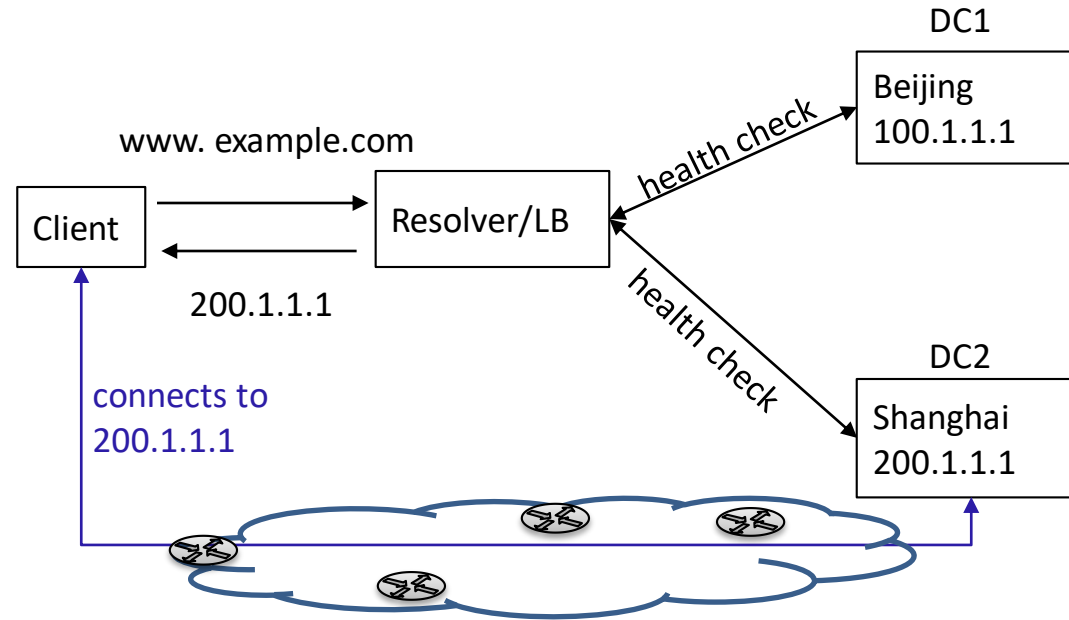 DC1
Beijing
100.1.1.1
health check
www. example.com
Client
Resolver/LB
200.1.1.1
health check
DC2
Shanghai
200.1.1.1
connects to
200.1.1.1